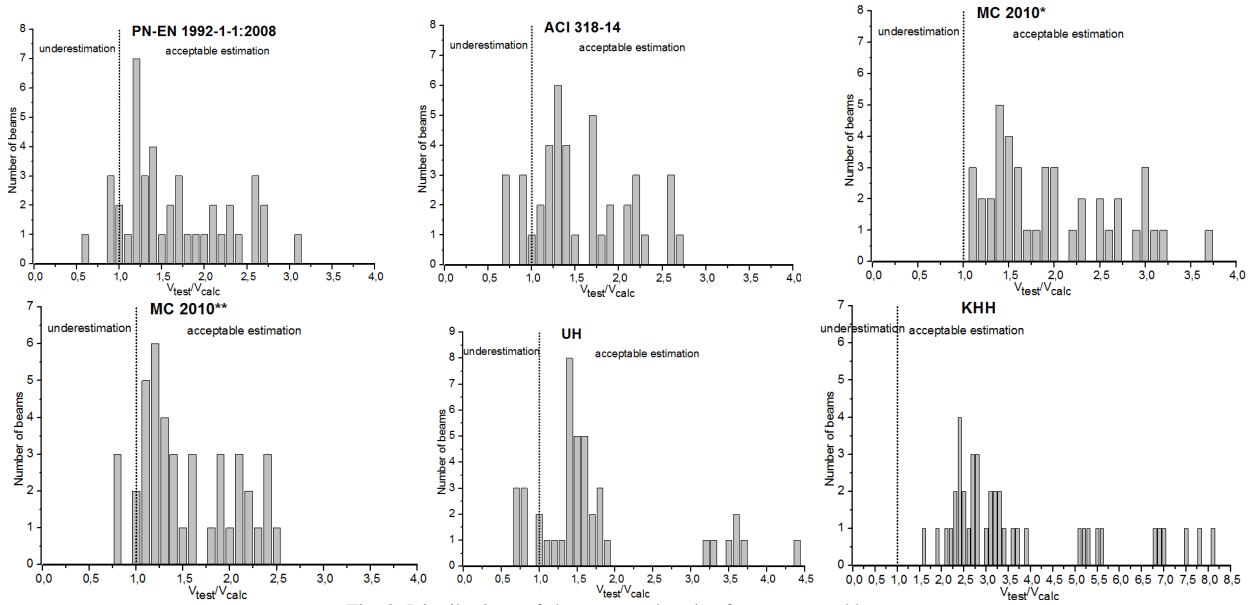 PN-EN 1992-1-1:2008
underestimation
acceptable estimation
Number of beams
8
7
6
5
4
3
2
1
0
0,0 0,5 1,0 1,5 2,0 2,5 3,0 3,5 4,0
Vtest/Vcalc
ACI 318-14
underestimation
acceptable estimation
Number of beams
8
7
6
5
4
3
2
1
0
0,0 0,5 1,0 1,5 2,0 2,5 3,0 3,5 4,0
Vtest/Vcalc
MC 2010*
underestimation
acceptable estimation
Number of beams
8
7
6
5
4
3
2
1
0
0,0 0,5 1,0 1,5 2,0 2,5 3,0 3,5 4,0
Vtest/Vcalc
MC 2010**
underestimation
acceptable estimation
Number of beams
7
6
5
4
3
2
1
0
0,0 0,5 1,0 1,5 2,0 2,5 3,0 3,5 4,0
Vtest/Vcalc
UH
underestimation
acceptable estimation
Number of beams
9
8
7
6
5
4
3
2
1
0
0,0 0,5 1,0 1,5 2,0 2,5 3,0 3,5 4,0 4,5
Vtest/Vcalc
KHH
underestimation
acceptable estimation
Number of beams
7
6
5
4
3
2
1
0
0,0 0,5 1,0 1,5 2,0 2,5 3,0 3,5 4,0 4,5 5,0 5,5 6,0 6,5 7,0 7,5 8,0 8,5
Vtest/Vcalc